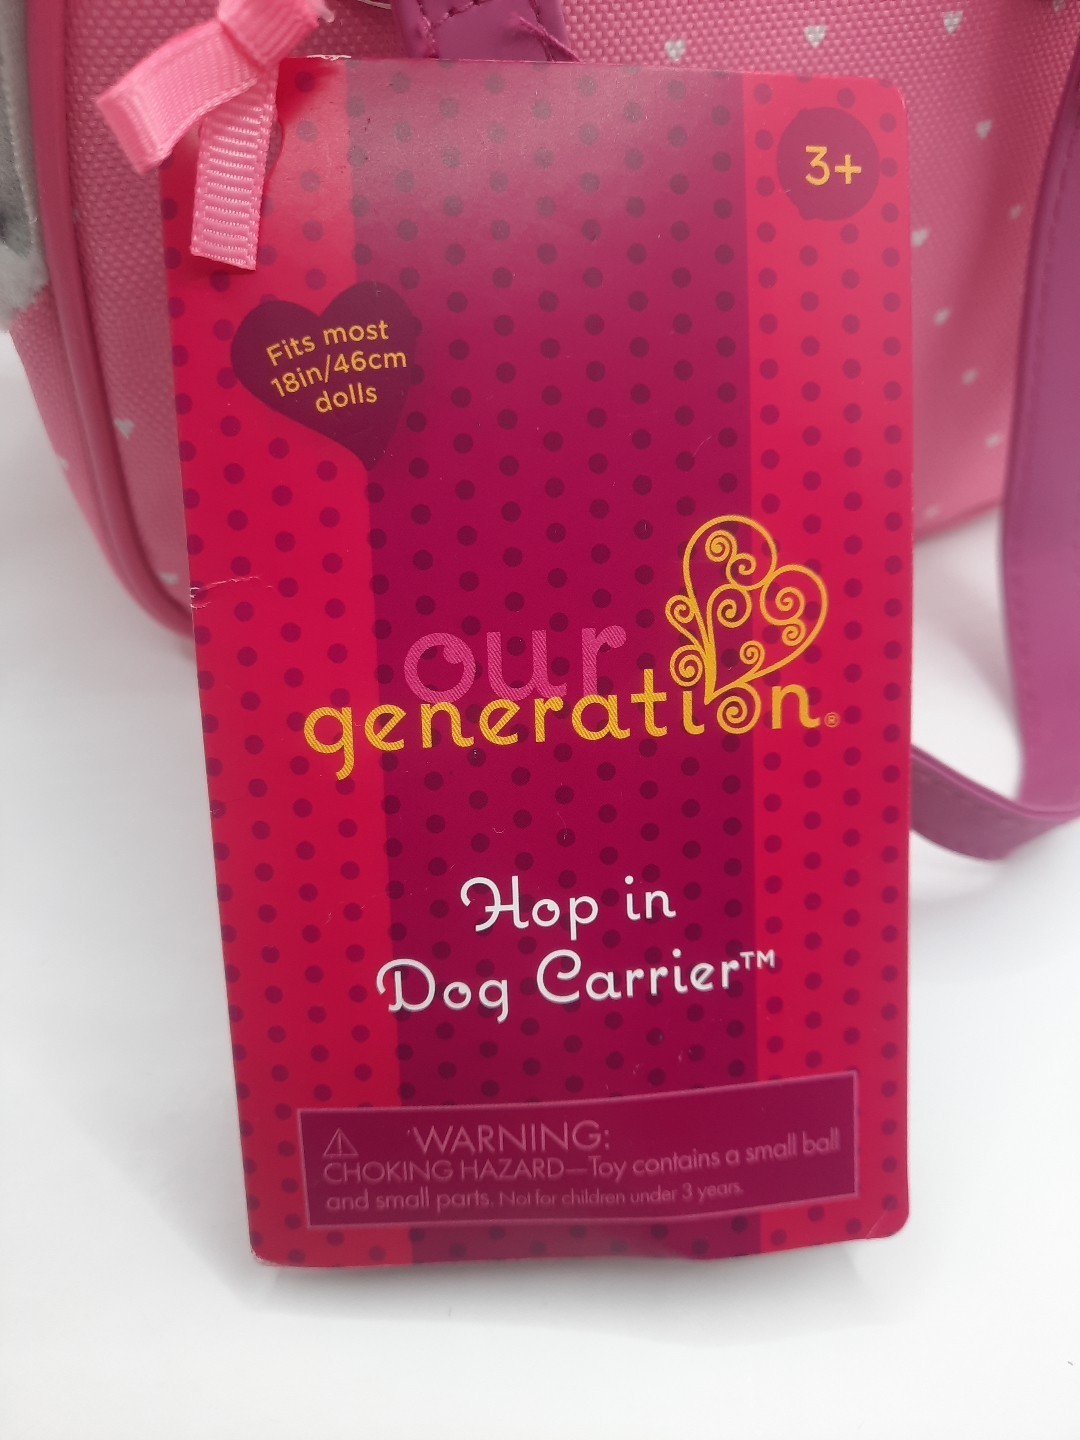 3+
Fits most
18in/46cm
dolls
our
generation®
Hop in
Dog Carrier™
⚠ WARNING:
CHOKING HAZARD—Toy contains a small ball
and small parts. Not for children under 3 years.